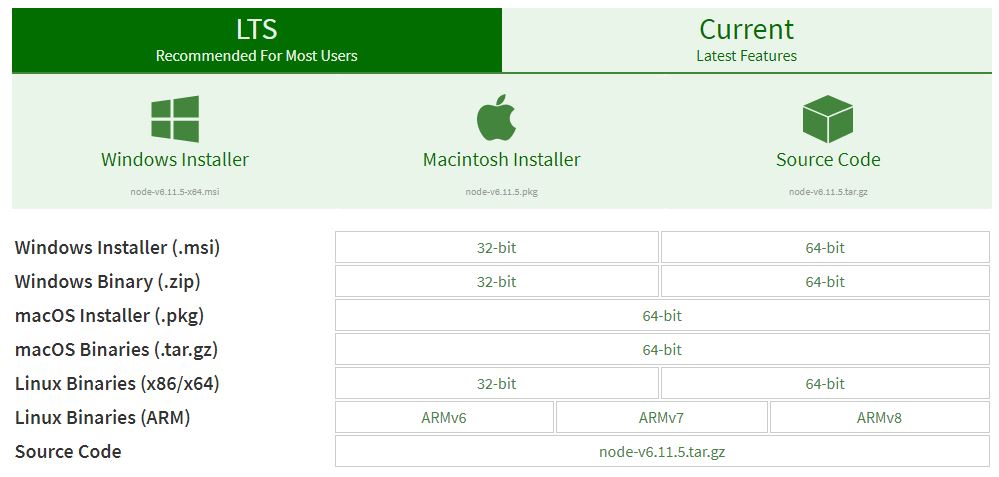 LTS
Recommended For Most Users
Current
Latest Features
Windows Installer
node-v6.11.5-x64.msi
Macintosh Installer
node-v6.11.5.pkg
Source Code
node-v6.11.5.tar.gz
Windows Installer (.msi) 32-bit 64-bit
Windows Binary (.zip) 32-bit 64-bit
macOS Installer (.pkg) 64-bit
macOS Binaries (.tar.gz) 64-bit
Linux Binaries (x86/x64) 32-bit 64-bit
Linux Binaries (ARM) ARMv6 ARMv7 ARMv8
Source Code node-v6.11.5.tar.gz